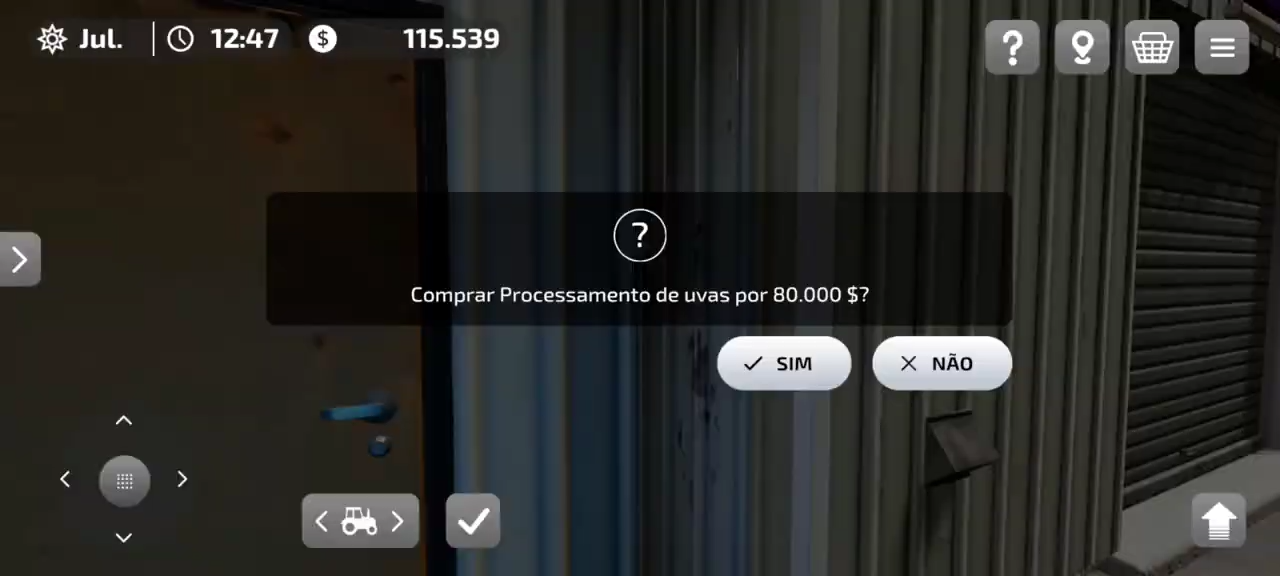 Jul.
12:47
$
115.539
?
?
Comprar Processamento de uvas por 80.000 $?
SIM
NÃO